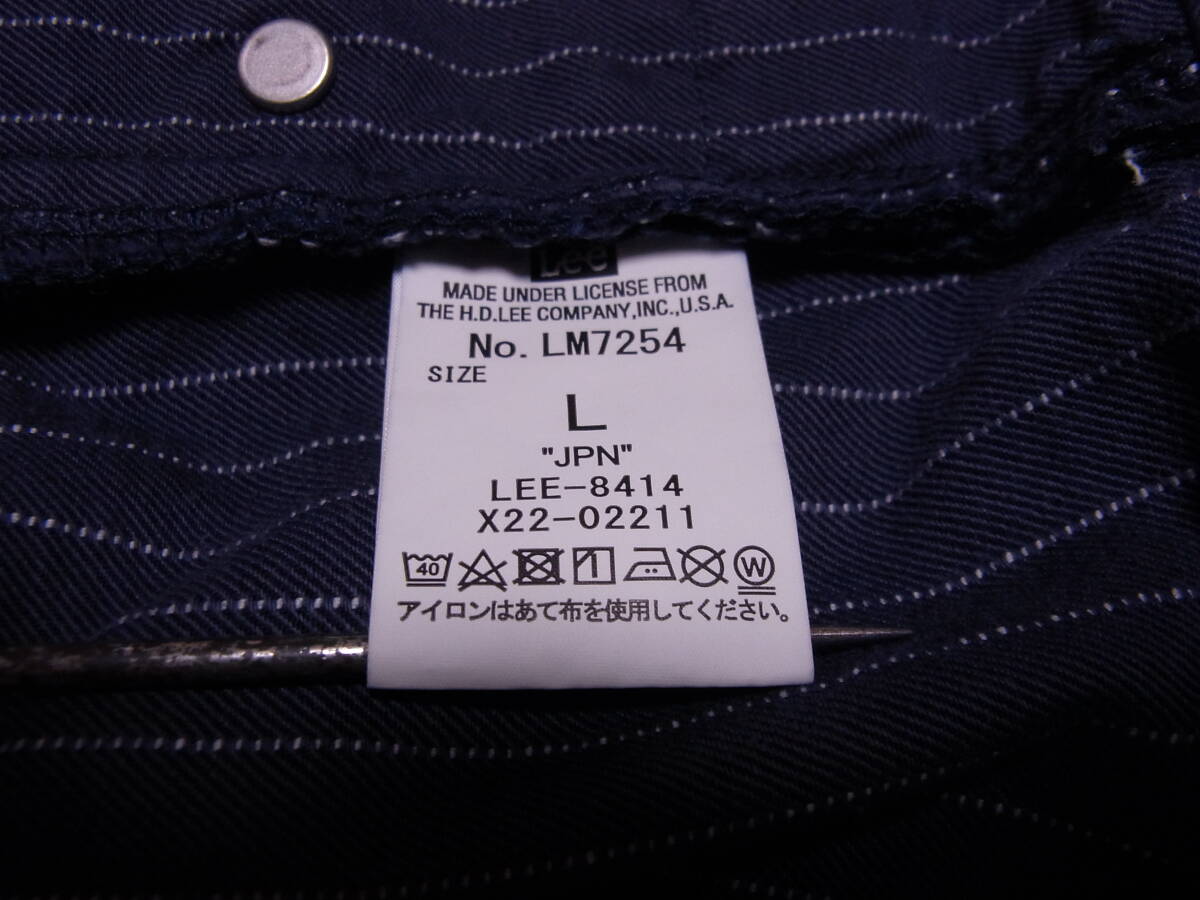 Lee
MADE UNDER LICENSE FROM
THE H.D.LEE COMPANY,INC.,U.S.A.
No. LM7254
SIZE
L
"JPN"
LEE-8414
X22-02211
40 W
アイロンはあて布を使用してください。